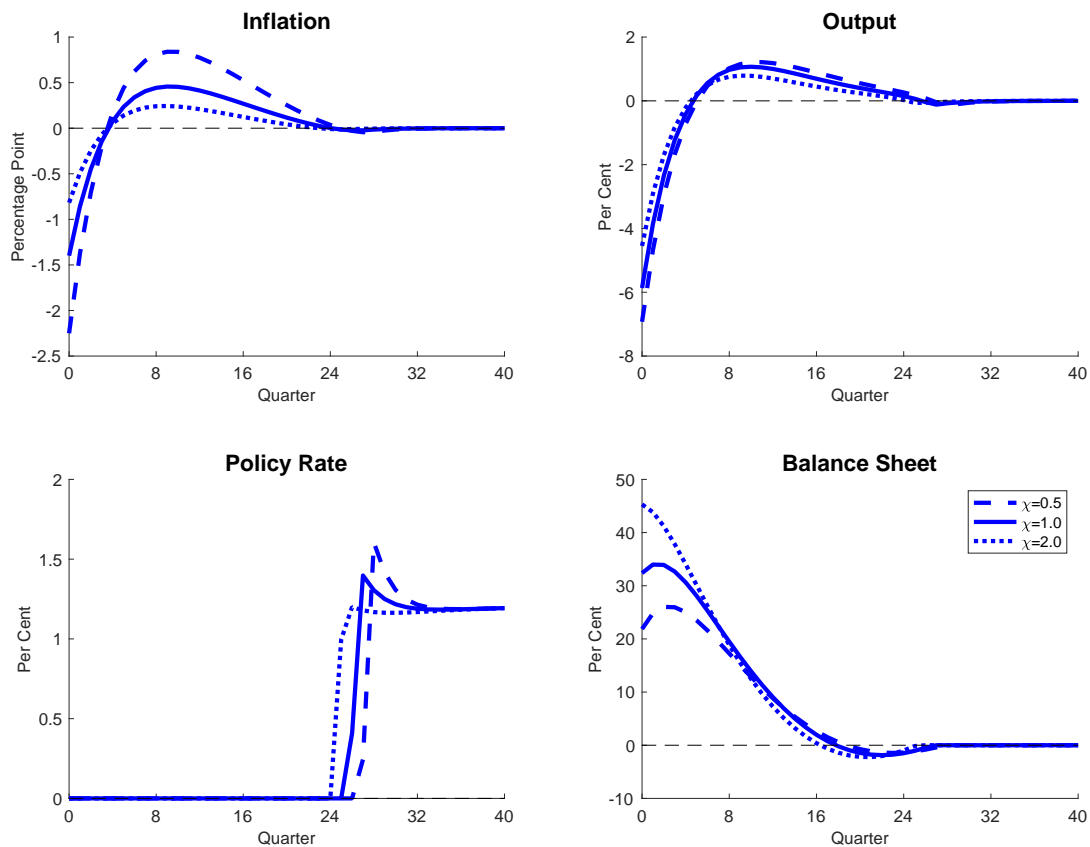 Inflation
1
0.5
0
-0.5
-1
-1.5
-2
-2.5
Percentage Point
0 8 16 24 32 40
Quarter
Output
2
0
-2
-4
-6
-8
Per Cent
0 8 16 24 32 40
Quarter
Policy Rate
2
1.5
1
0.5
0
Per Cent
0 8 16 24 32 40
Quarter
Balance Sheet
50
40
30
20
10
0
-10
Per Cent
0 8 16 24 32 40
Quarter
χ=0.5
χ=1.0
χ=2.0